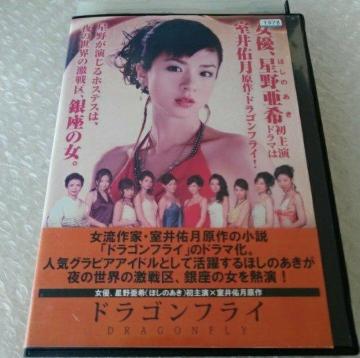 1978
女優、星野亜希初主演
ほしのあき
ドラマは
室井佑月原作「ドラゴンフライ」!
星野が演じるホステスは、
夜の世界の激戦区、銀座の女。
女流作家・室井佑月原作の小説
「ドラゴンフライ」のドラマ化。
人気グラビアアイドルとして活躍するほしのあきが
夜の世界の激戦区、銀座の女を熱演!
女優、星野亜希(ほしのあき)初主演×室井佑月原作
ドラゴンフライ
DRAGONFLY